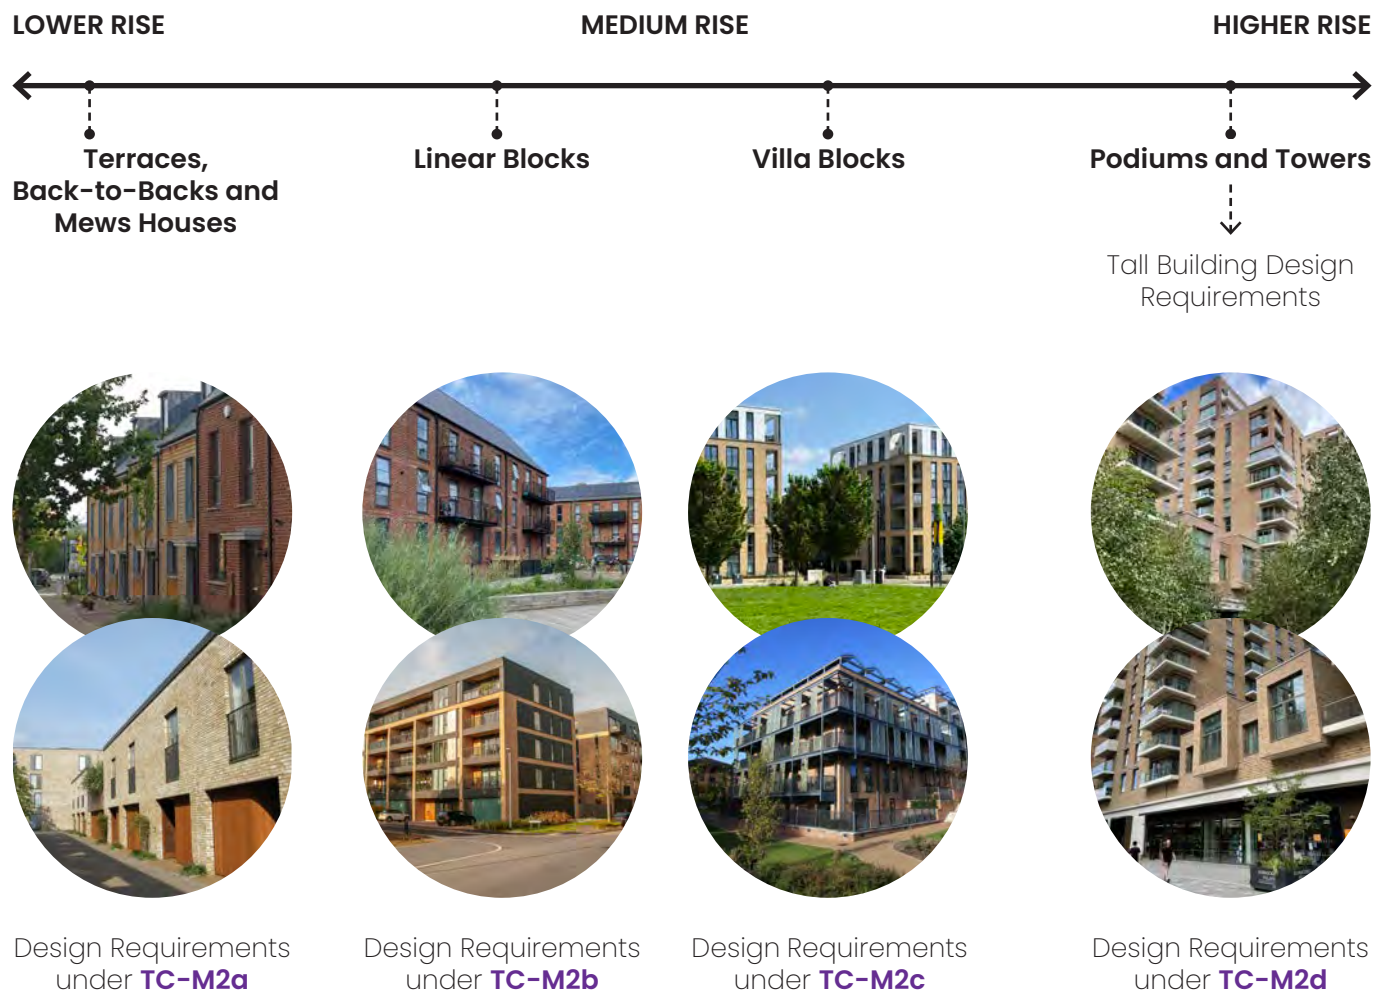 LOWER RISE
MEDIUM RISE
HIGHER RISE
Terraces,
Back-to-Backs and
Mews Houses
Linear Blocks
Villa Blocks
Podiums and Towers
Tall Building Design
Requirements
Design Requirements
under TC-M2a
Design Requirements
under TC-M2b
Design Requirements
under TC-M2c
Design Requirements
under TC-M2d